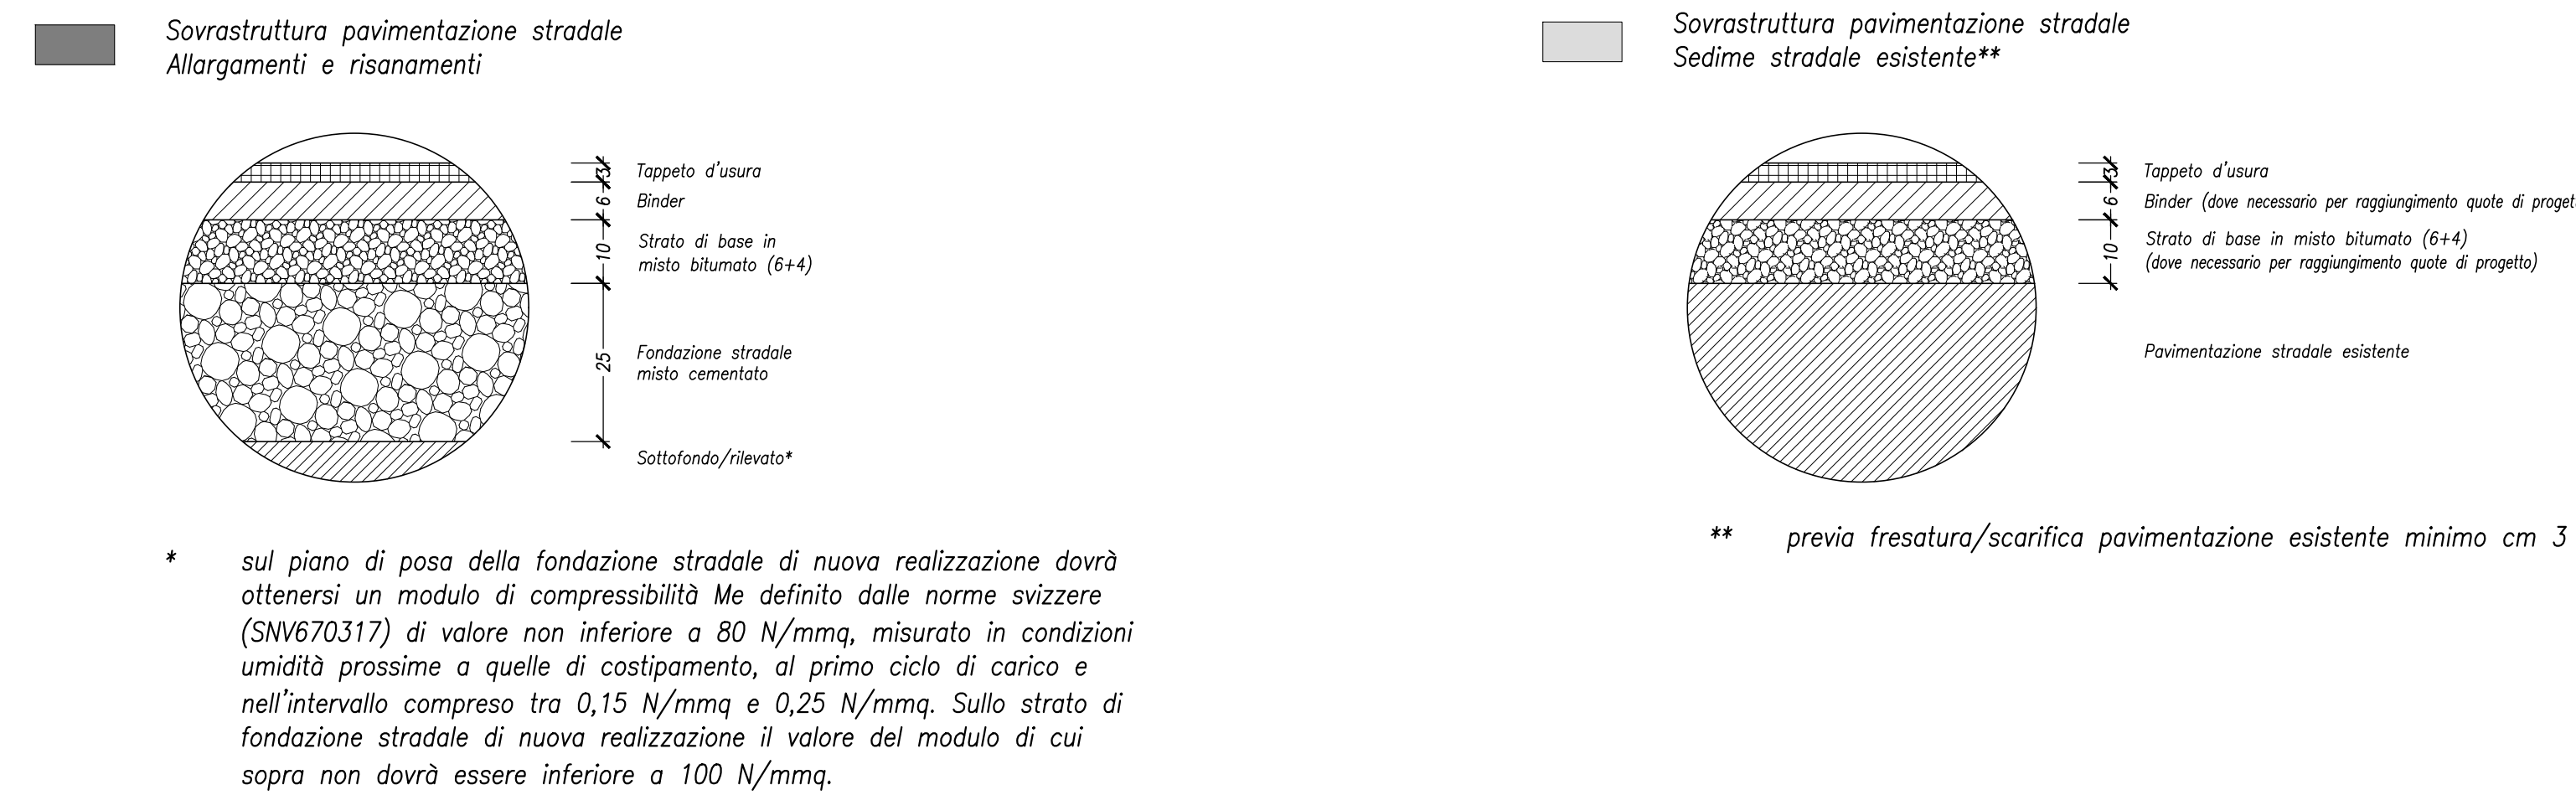 Sovrastruttura pavimentazione stradale
Allargamenti e risanamenti
3
Tappeto d'usura
6
Binder
10
Strato di base in
misto bitumato (6+4)
25
Fondazione stradale
misto cementato
Sottofondo/rilevato*
* sul piano di posa della fondazione stradale di nuova realizzazione dovrà
ottenersi un modulo di compressibilità Me definito dalle norme svizzere
(SNV670317) di valore non inferiore a 80 N/mmq, misurato in condizioni
umidità prossime a quelle di costipamento, al primo ciclo di carico e
nell'intervallo compreso tra 0,15 N/mmq e 0,25 N/mmq. Sullo strato di
fondazione stradale di nuova realizzazione il valore del modulo di cui
sopra non dovrà essere inferiore a 100 N/mmq.
Sovrastruttura pavimentazione stradale
Sedime stradale esistente**
3
Tappeto d'usura
6
Binder (dove necessario per raggiungimento quote di proget
10
Strato di base in misto bitumato (6+4)
(dove necessario per raggiungimento quote di progetto)
Pavimentazione stradale esistente
** previa fresatura/scarifica pavimentazione esistente minimo cm 3